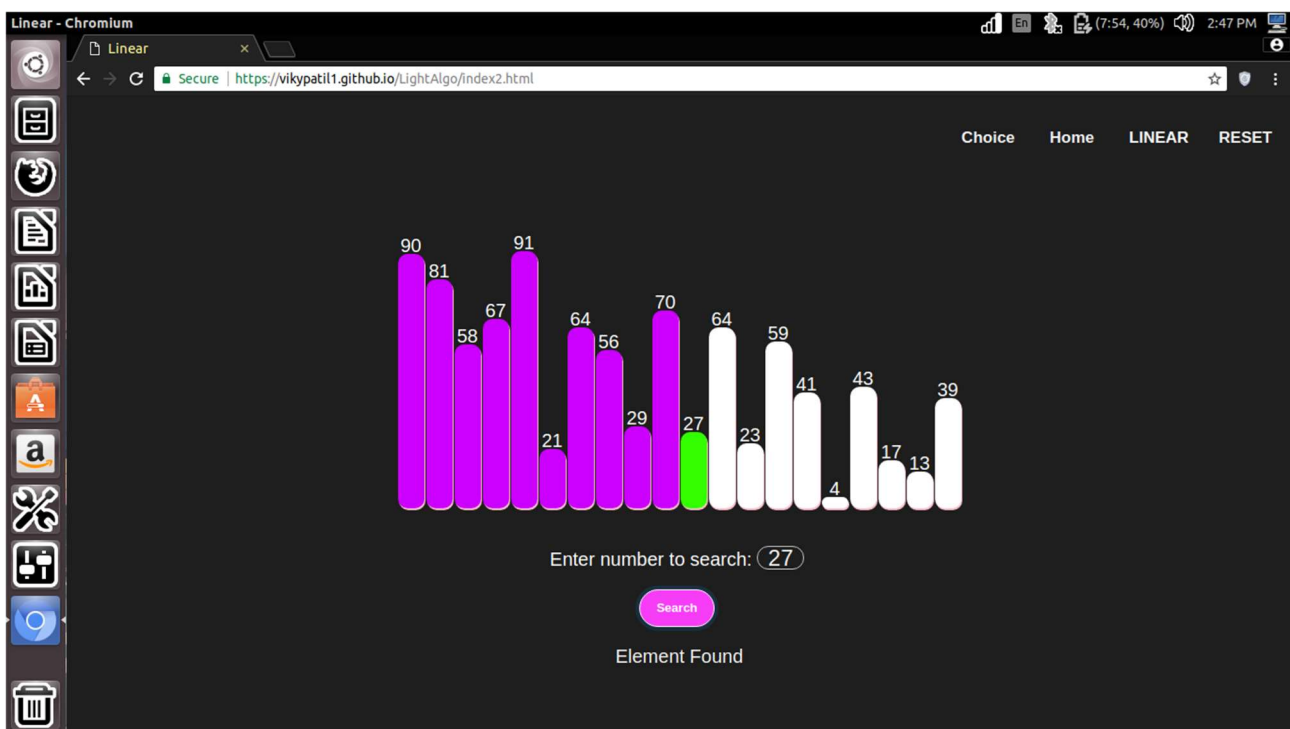 Linear - Chromium
En (7:54, 40%) 2:47 PM
Linear
Secure | https://vikypatil1.github.io/LightAlgo/index2.html
Choice Home LINEAR RESET
90 81 58 67 91 21 64 56 29 70 27 64 23 59 41 4 43 17 13 39
Enter number to search: 27
Search
Element Found
a